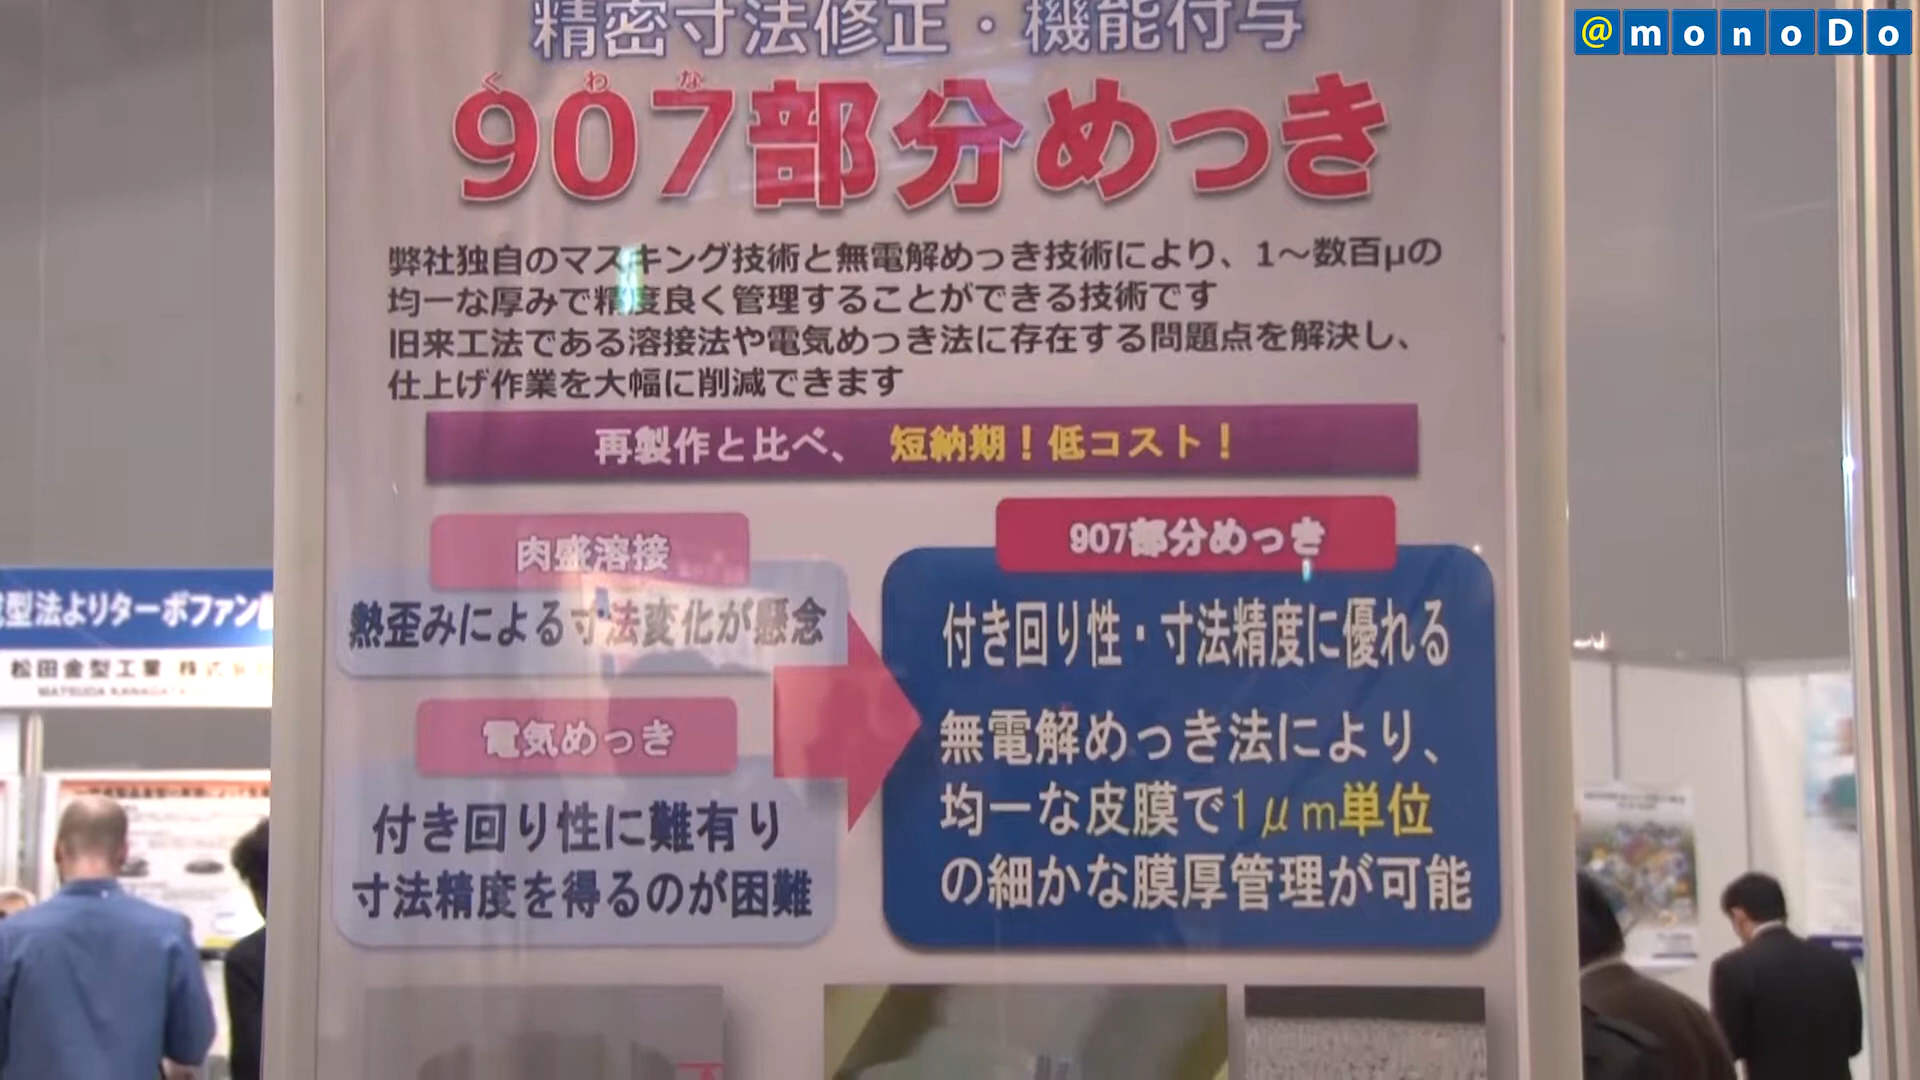 @monoDo
精密寸法修正・機能付与
くわな
907部分めっき
弊社独自のマスキング技術と無電解めっき技術により、1～数百μの
均一な厚みで精度良く管理することができる技術です
旧来工法である溶接法や電気めっき法に存在する問題点を解決し、
仕上げ作業を大幅に削減できます
再製作と比べ、 短納期！低コスト！
肉盛溶接
熱歪みによる寸法変化が懸念
電気めっき
付き回り性に難有り
寸法精度を得るのが困難
907部分めっき
付き回り性・寸法精度に優れる
無電解めっき法により、
均一な皮膜で1μm単位
の細かな膜厚管理が可能
型法よりターボファン
松田金型工業 株式